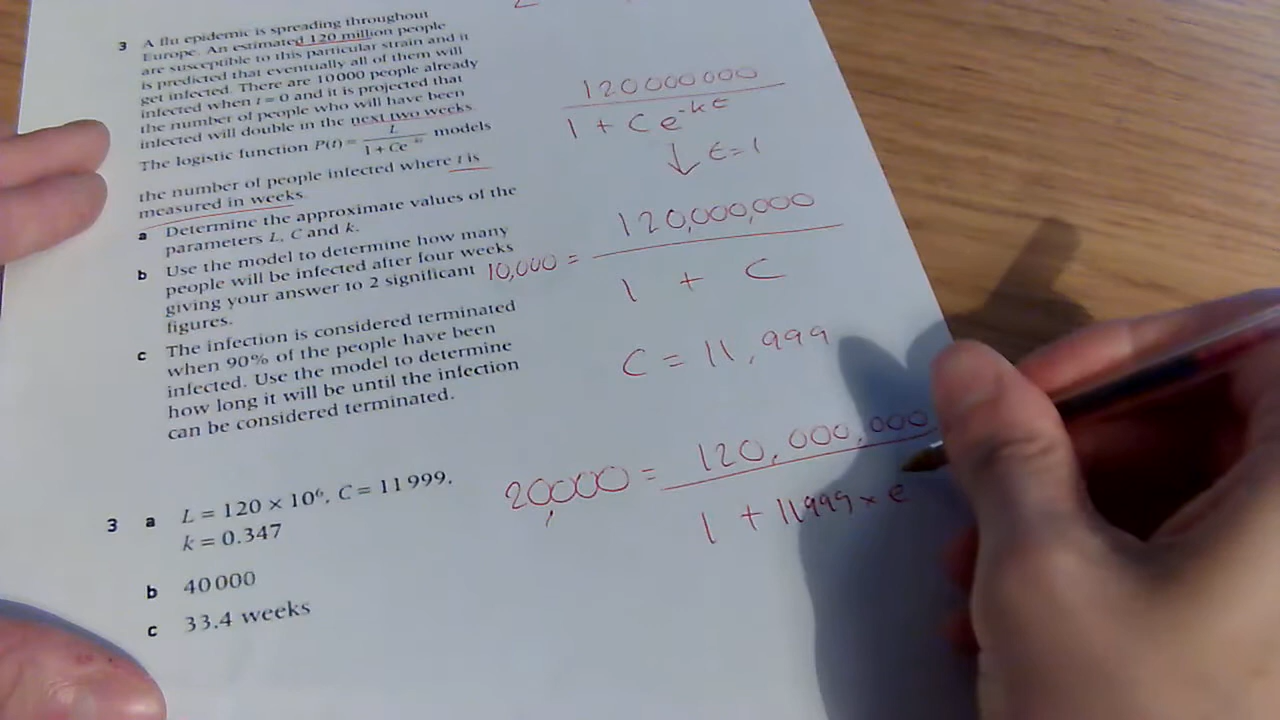 3 A flu epidemic is spreading throughout
Europe. An estimated 120 million people
are susceptible to this particular strain and it
is predicted that eventually all of them will
get infected. There are 10 000 people already
infected when t = 0 and it is projected that
the number of people who will have been
infected will double in the next two weeks.
The logistic function P(t) = L / 1 + Ce models
the number of people infected where t is
measured in weeks.
a Determine the approximate values of the
parameters L, C and k.
b Use the model to determine how many
people will be infected after four weeks
giving your answer to 2 significant
figures.
c The infection is considered terminated
when 90% of the people have been
infected. Use the model to determine
how long it will be until the infection
can be considered terminated.
3 a L = 120 × 10⁶, C = 11 999,
k = 0.347
b 40 000
c 33.4 weeks
120000000
1 + C e^-kt
↓ t=1
120,000,000
10,000 =
1 + C
C = 11,999
120,000,000
20,000 =
1 + 11999 × e